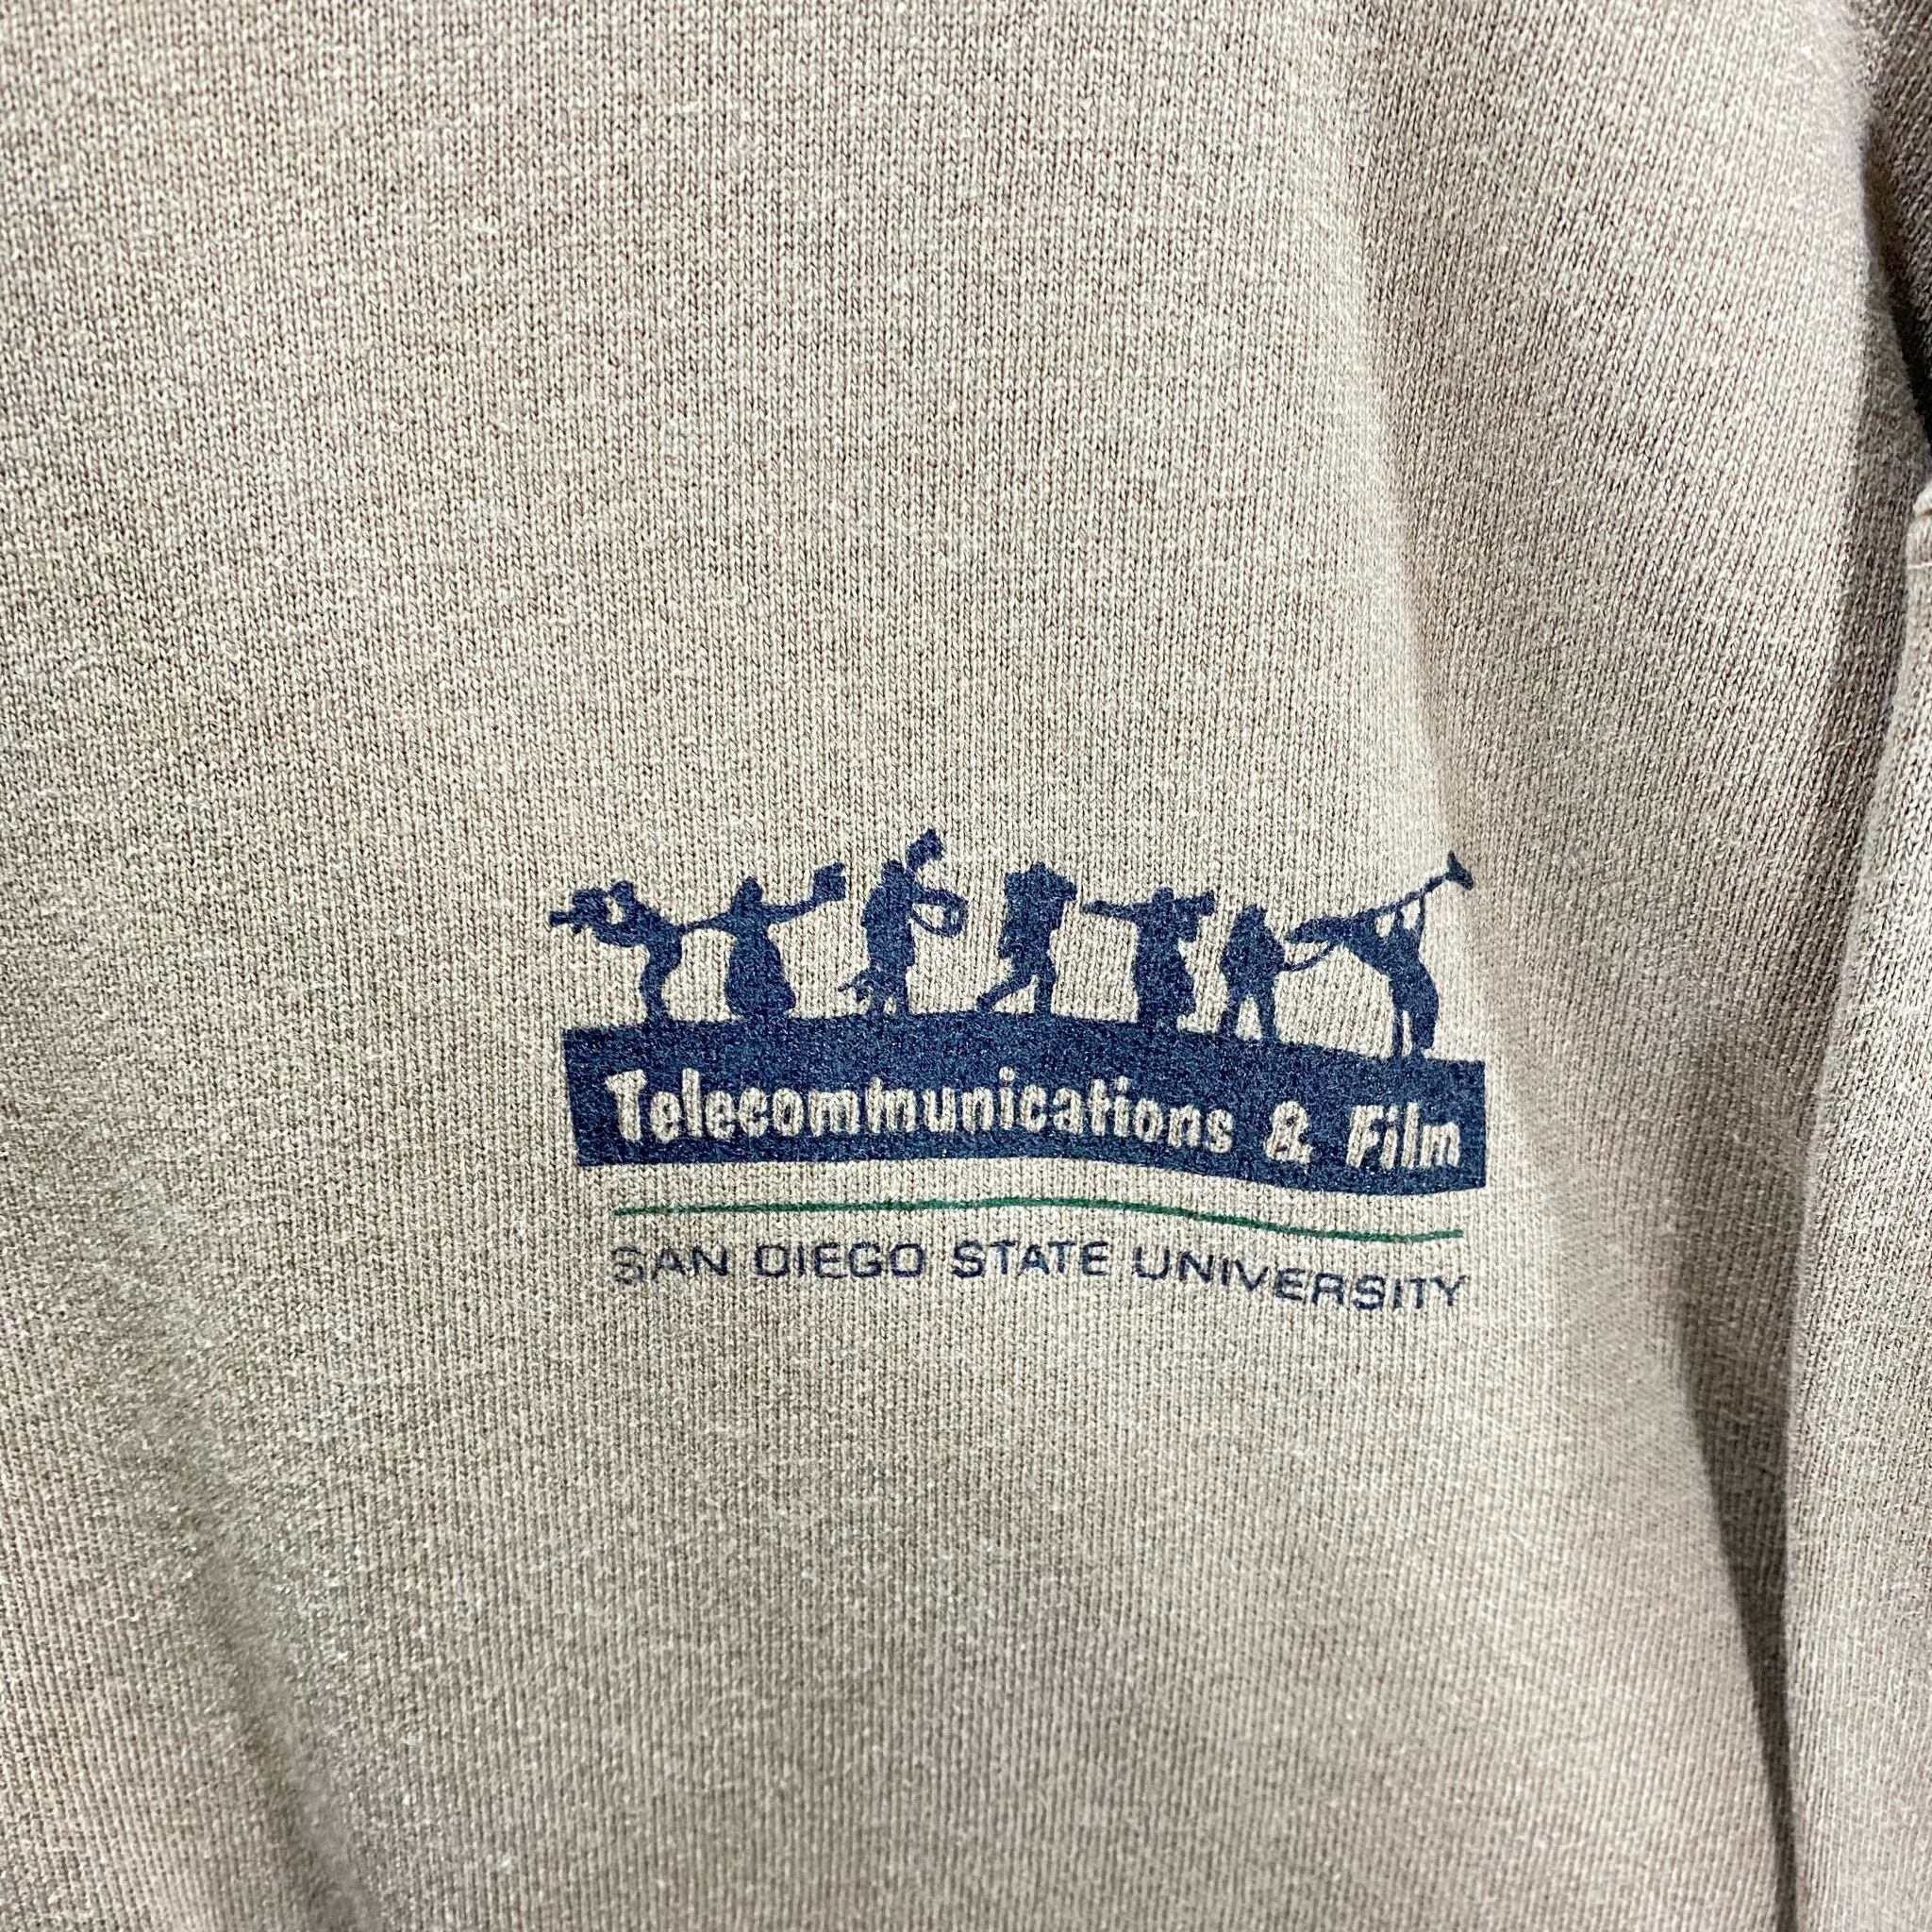 Telecommunications & Film
SAN DIEGO STATE UNIVERSITY